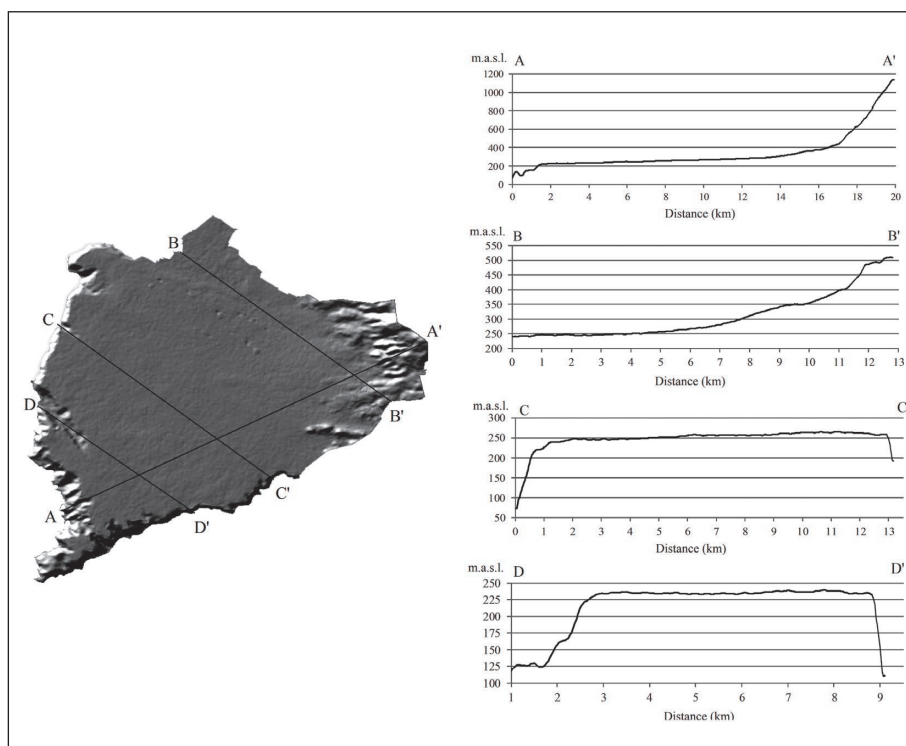 B
C
A'
D
B'
A
C'
D'
m.a.s.l. A A'
1200
1000
800
600
400
200
0
0 2 4 6 8 10 12 14 16 18 20
Distance (km)
m.a.s.l. B B'
550
500
450
400
350
300
250
200
0 1 2 3 4 5 6 7 8 9 10 11 12 13
Distance (km)
m.a.s.l. C C
300
250
200
150
100
50
0 1 2 3 4 5 6 7 8 9 10 11 12 13
Distance (km)
m.a.s.l. D D'
250
225
200
175
150
125
100
1 2 3 4 5 6 7 8 9
Distance (km)